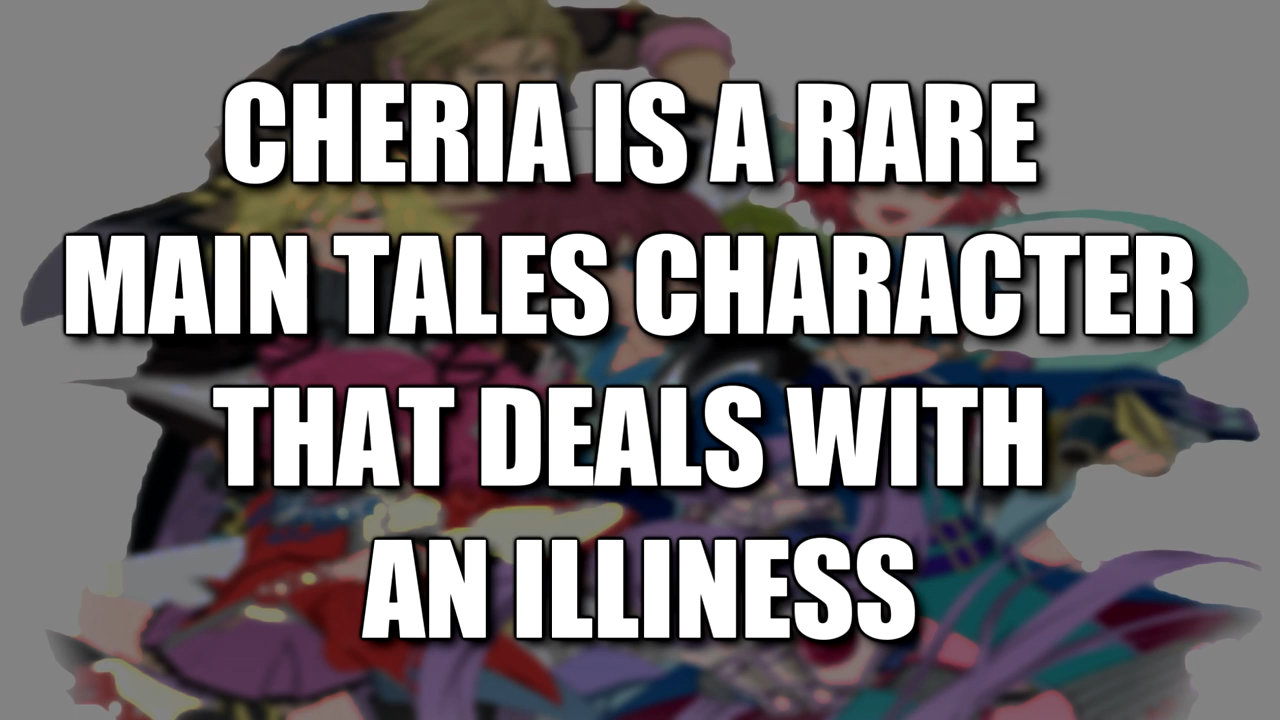 CHERIA IS A RARE
MAIN TALES CHARACTER
THAT DEALS WITH
AN ILLINESS